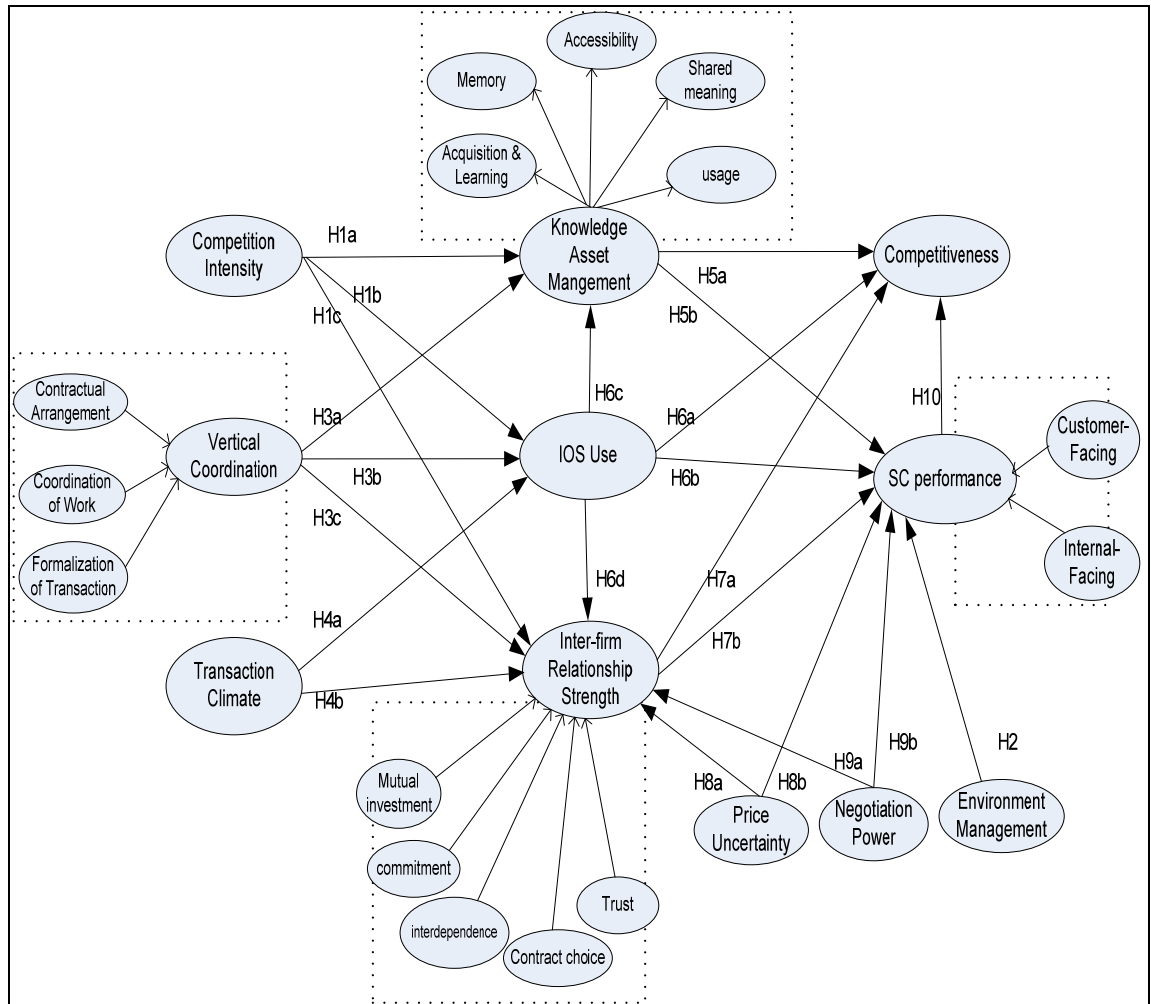 Accessibility
Memory
Shared
meaning
Acquisition &
Learning
usage
Competition
Intensity
H1a
Knowledge
Asset
Mangement
Competitiveness
H5a
H1b
H1c
H5b
Contractual
Arrangement
H6c
H10
H3a
H6a
Vertical
Coordination
IOS Use
Customer-
Facing
H3b
H6b
SC performance
Coordination
of Work
H3c
Formalization
of Transaction
H6d
H7a
Internal-
Facing
H4a
H7b
Transaction
Climate
Inter-firm
Relationship
Strength
H4b
H9b
H2
H9a
H8a
H8b
Mutual
investment
Price
Uncertainty
Negotiation
Power
Environment
Management
commitment
Trust
interdependence
Contract choice